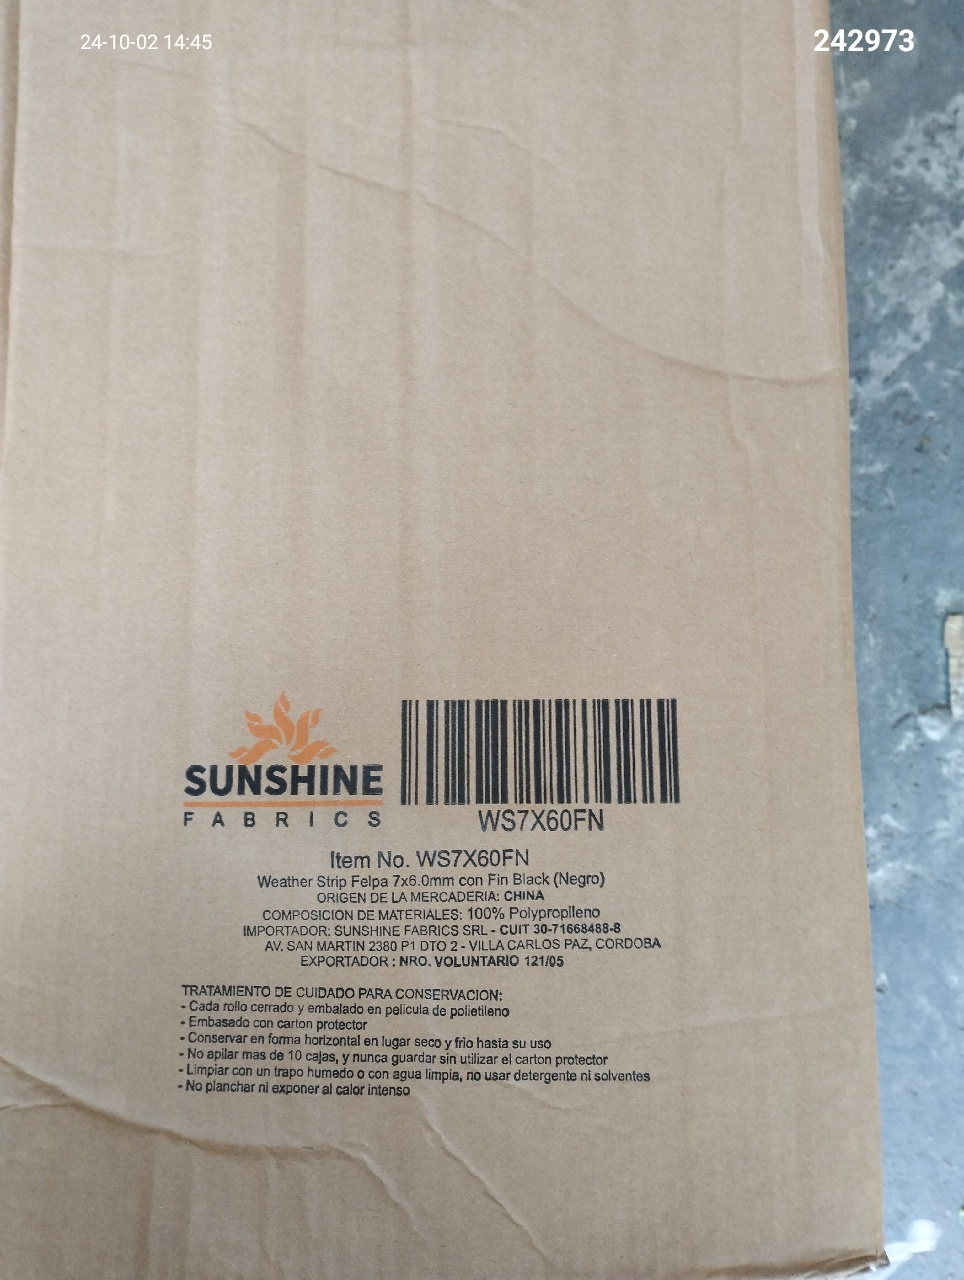 24-10-02 14:45
242973
SUNSHINE
FABRICS
WS7X60FN
Item No. WS7X60FN
Weather Strip Felpa 7x6.0mm con Fin Black (Negro)
ORIGEN DE LA MERCADERIA: CHINA
COMPOSICION DE MATERIALES: 100% Polypropileno
IMPORTADOR: SUNSHINE FABRICS SRL - CUIT 30-71668488-8
AV. SAN MARTIN 2380 P1 DTO 2 - VILLA CARLOS PAZ, CORDOBA
EXPORTADOR : NRO. VOLUNTARIO 121/05
TRATAMIENTO DE CUIDADO PARA CONSERVACION:
- Cada rollo cerrado y embalado en pelicula de polietileno
- Embasado con carton protector
- Conservar en forma horizontal en lugar seco y frio hasta su uso
- No apilar mas de 10 cajas, y nunca guardar sin utilizar el carton protector
- Limpiar con un trapo humedo o con agua limpia, no usar detergente ni solventes
- No planchar ni exponer al calor intenso